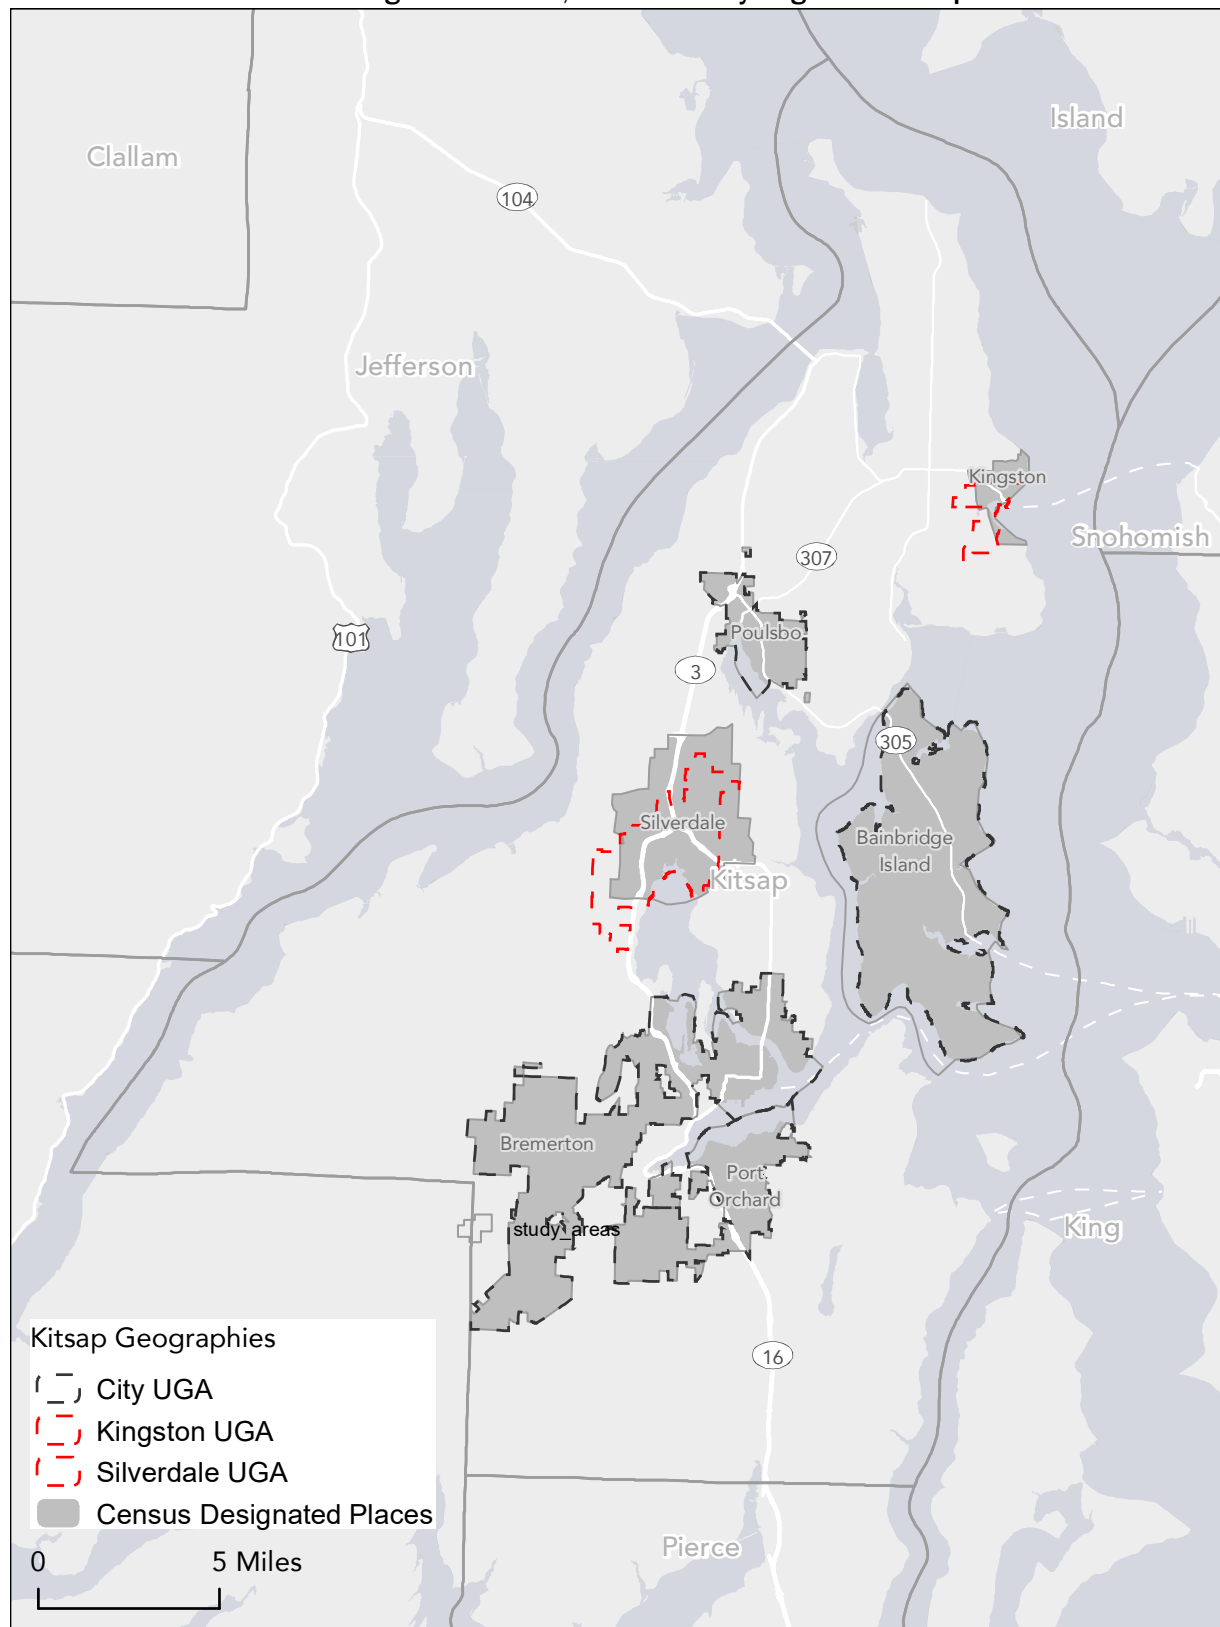 Island
Clallam
104
Jefferson
Kingston
Snohomish
307
101
Poulsbo
3
305
Silverdale
Bainbridge
Island
Kitsap
Bremerton
Port
Orchard
study_areas
King
16
Kitsap Geographies
City UGA
Kingston UGA
Silverdale UGA
Census Designated Places
0 5 Miles
Pierce